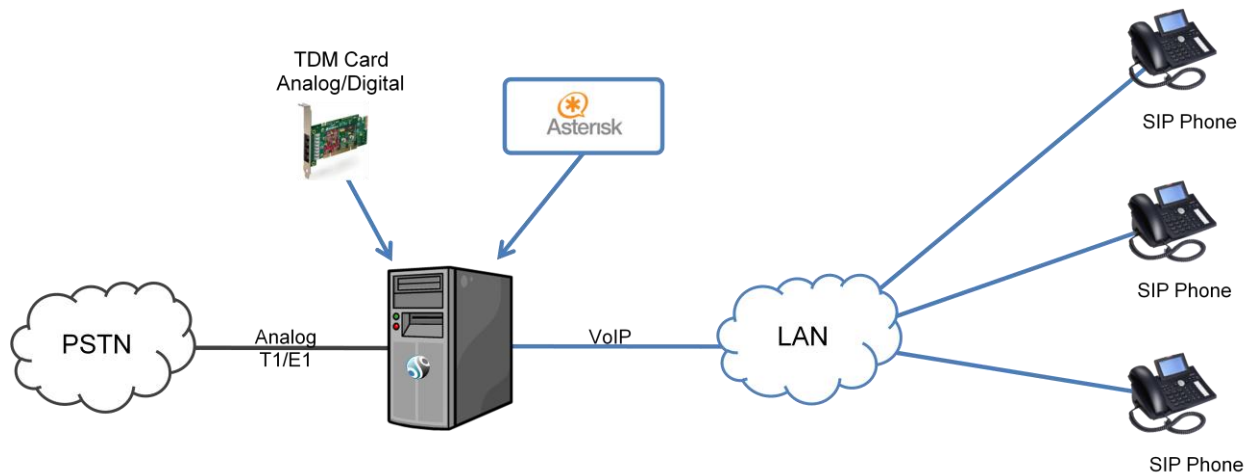 TDM Card
Analog/Digital
Asterisk
SIP Phone
SIP Phone
PSTN
Analog
T1/E1
VoIP
LAN
SIP Phone